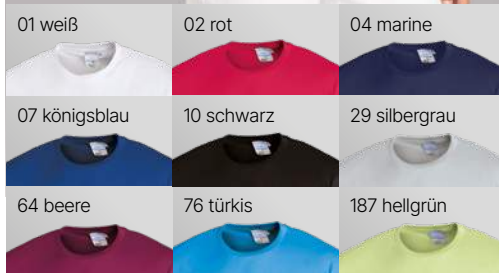 01 weiß
02 rot
04 marine
07 königsblau
10 schwarz
29 silbergrau
64 beere
76 türkis
187 hellgrün